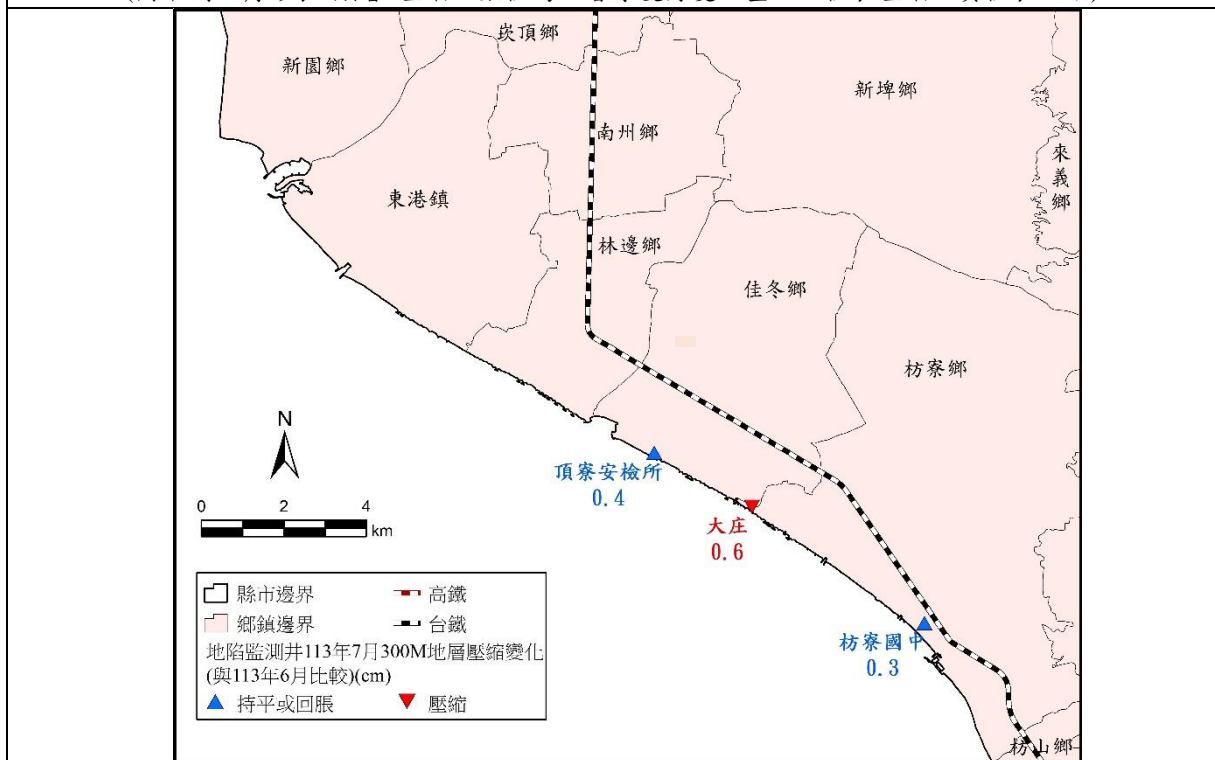 崁頂鄉
新園鄉
新埤鄉
南州鄉
來義鄉
東港鎮
林邊鄉
佳冬鄉
枋寮鄉
N
頂寮安檢所
0.4
0 2 4
km
大庄
0.6
縣市邊界 高鐵
鄉鎮邊界 台鐵
地陷監測井113年7月300M地層壓縮變化
(與113年6月比較)(cm)
持平或回脹 壓縮
枋寮國中
0.3
枋山鄉